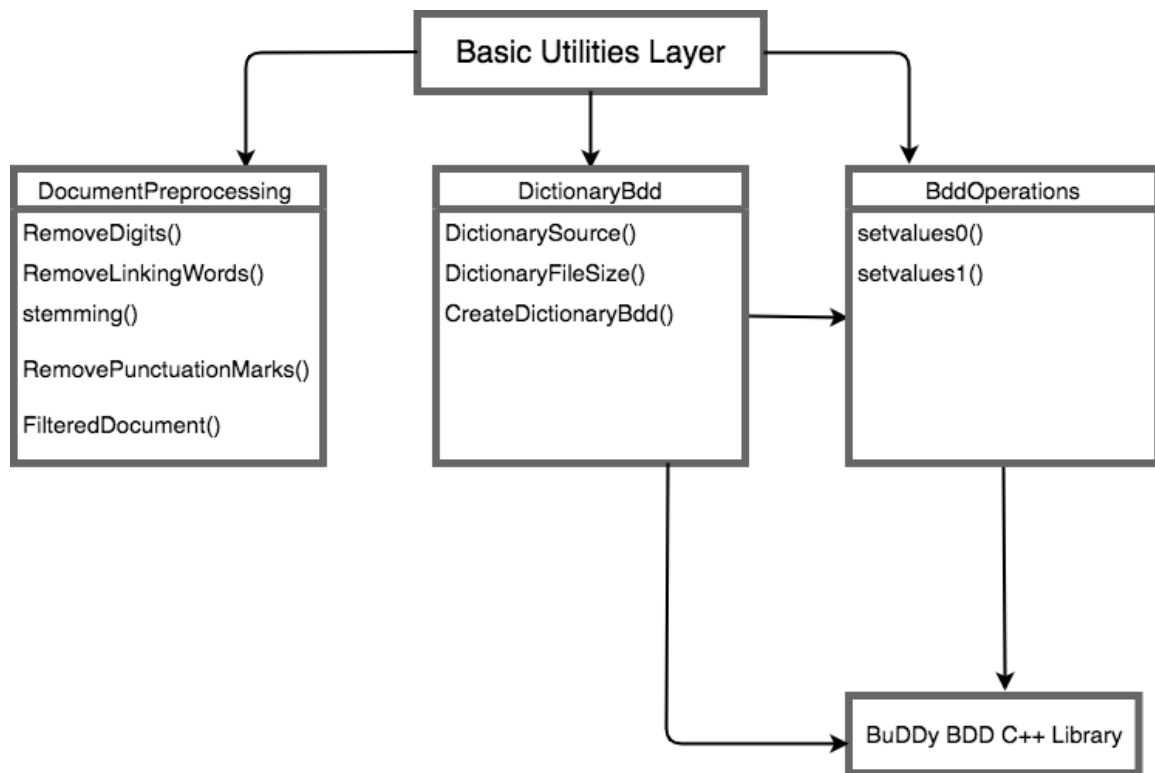 Basic Utilities Layer
DocumentPreprocessing
RemoveDigits()
RemoveLinkingWords()
stemming()
RemovePunctuationMarks()
FilteredDocument()
DictionaryBdd
DictionarySource()
DictionaryFileSize()
CreateDictionaryBdd()
BddOperations
setvalues0()
setvalues1()
BuDDy BDD C++ Library